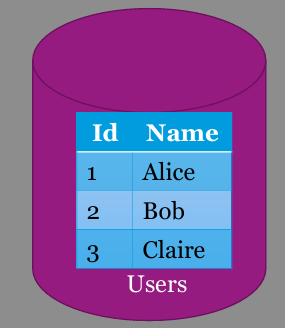 Id Name
1 Alice
2 Bob
3 Claire
Users